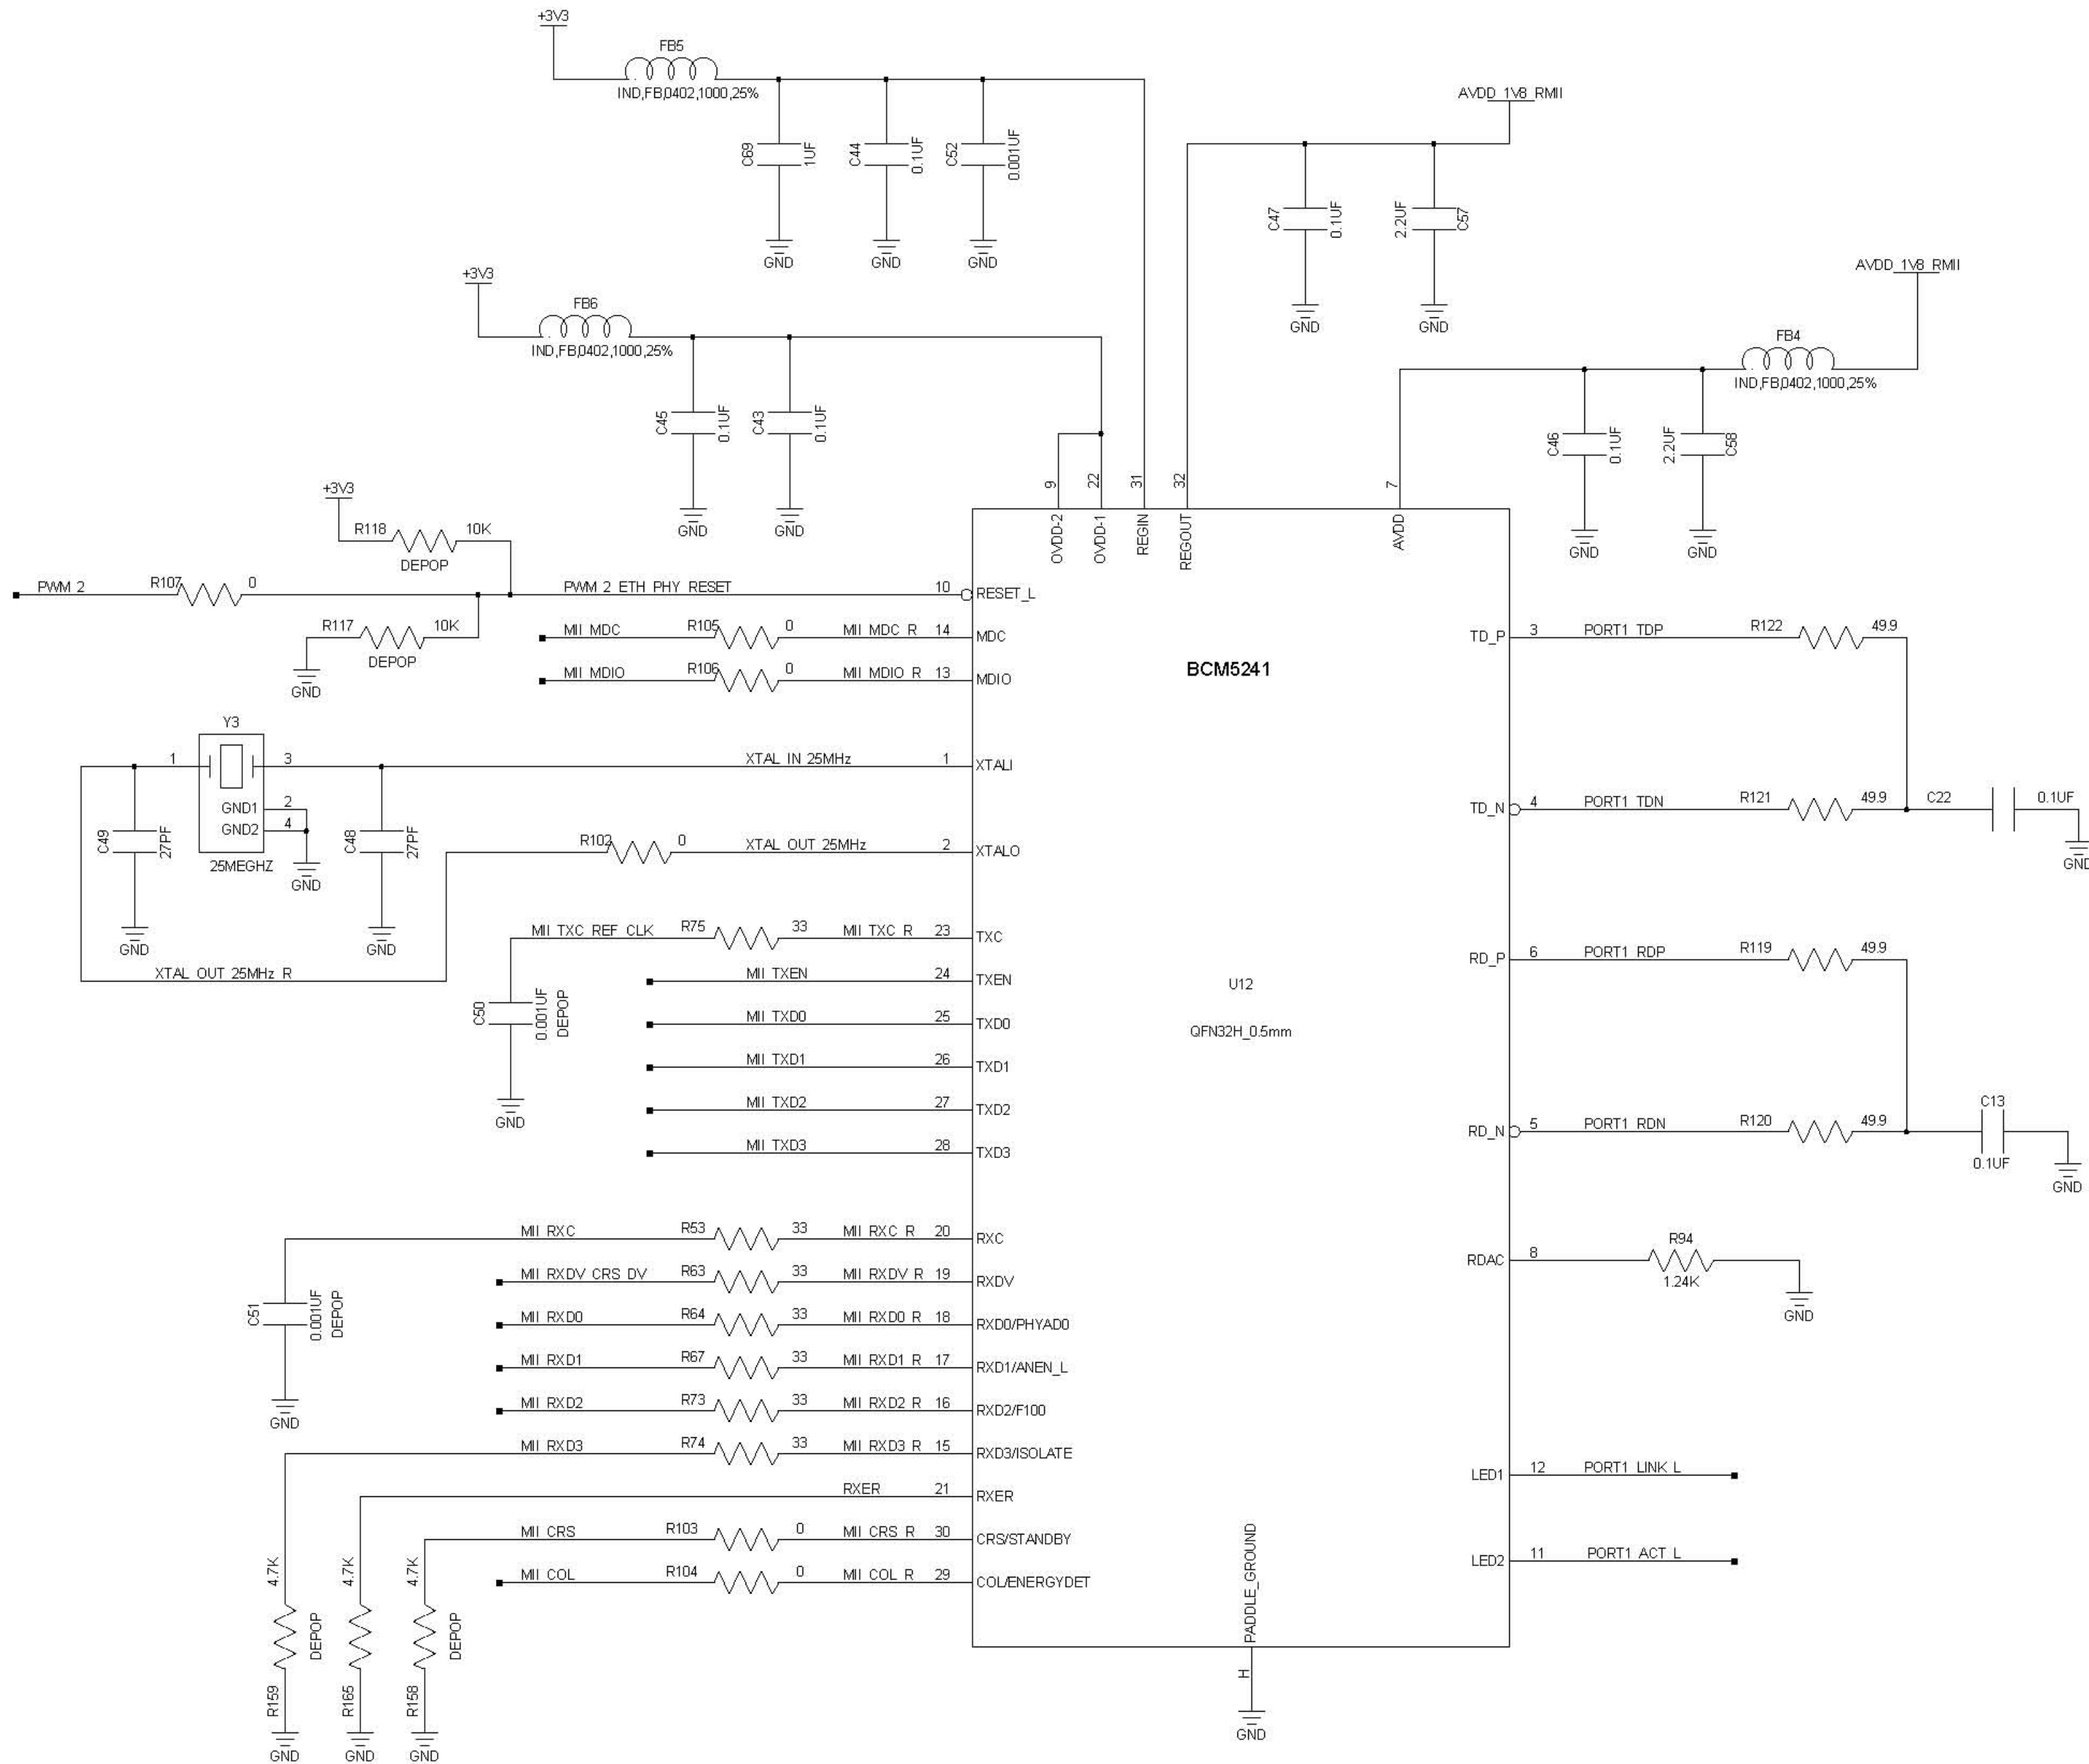 +3V3
FB5
IND,FB,0402,1000,25%
C69
1UF
C44
0.1UF
C52
0.001UF
GND
GND
GND
AVDD_1V8_RMII
C47
0.1UF
2.2UF
C57
GND
GND
+3V3
FB6
IND,FB,0402,1000,25%
C45
0.1UF
C43
0.1UF
GND
GND
AVDD_1V8_RMII
FB4
IND,FB,0402,1000,25%
C46
0.1UF
2.2UF
C58
GND
GND
9
22
31
32
7
OVDD-2
OVDD-1
REGIN
REGOUT
AVDD
+3V3
R118
10K
DEPOP
PWM_2
R107
0
PWM_2_ETH_PHY_RESET
10
RESET_L
R117
10K
DEPOP
GND
MII_MDC
R105
0
MII_MDC_R
14
MDC
MII_MDIO
R106
0
MII_MDIO_R
13
MDIO
BCM5241
Y3
1
3
GND1
2
GND2
4
25MEGHZ
GND
C49
27PF
C48
27PF
GND
GND
XTAL_IN_25MHz
1
XTALI
R102
0
XTAL_OUT_25MHz
2
XTALO
XTAL_OUT_25MHz_R
MII_TXC_REF_CLK
R75
33
MII_TXC_R
23
TXC
C50
0.001UF
DEPOP
GND
MII_TXEN
24
TXEN
MII_TXD0
25
TXD0
MII_TXD1
26
TXD1
MII_TXD2
27
TXD2
MII_TXD3
28
TXD3
U12
QFN32H_0.5mm
MII_RXC
R53
33
MII_RXC_R
20
RXC
C51
0.001UF
DEPOP
GND
MII_RXDV_CRS_DV
R63
33
MII_RXDV_R
19
RXDV
MII_RXD0
R64
33
MII_RXD0_R
18
RXD0/PHYAD0
MII_RXD1
R67
33
MII_RXD1_R
17
RXD1/ANEN_L
MII_RXD2
R73
33
MII_RXD2_R
16
RXD2/F100
MII_RXD3
R74
33
MII_RXD3_R
15
RXD3/ISOLATE
RXER
21
RXER
MII_CRS
R103
0
MII_CRS_R
30
CRS/STANDBY
MII_COL
R104
0
MII_COL_R
29
COL/ENERGYDET
4.7K
DEPOP
R159
GND
4.7K
R165
GND
4.7K
DEPOP
R158
GND
PADDLE_GROUND
H
GND
TD_P
3
PORT1_TDP
R122
49.9
TD_N
4
PORT1_TDN
R121
49.9
C22
0.1UF
GND
RD_P
6
PORT1_RDP
R119
49.9
RD_N
5
PORT1_RDN
R120
49.9
C13
0.1UF
GND
RDAC
8
R94
1.24K
GND
LED1
12
PORT1_LINK_L
LED2
11
PORT1_ACT_L